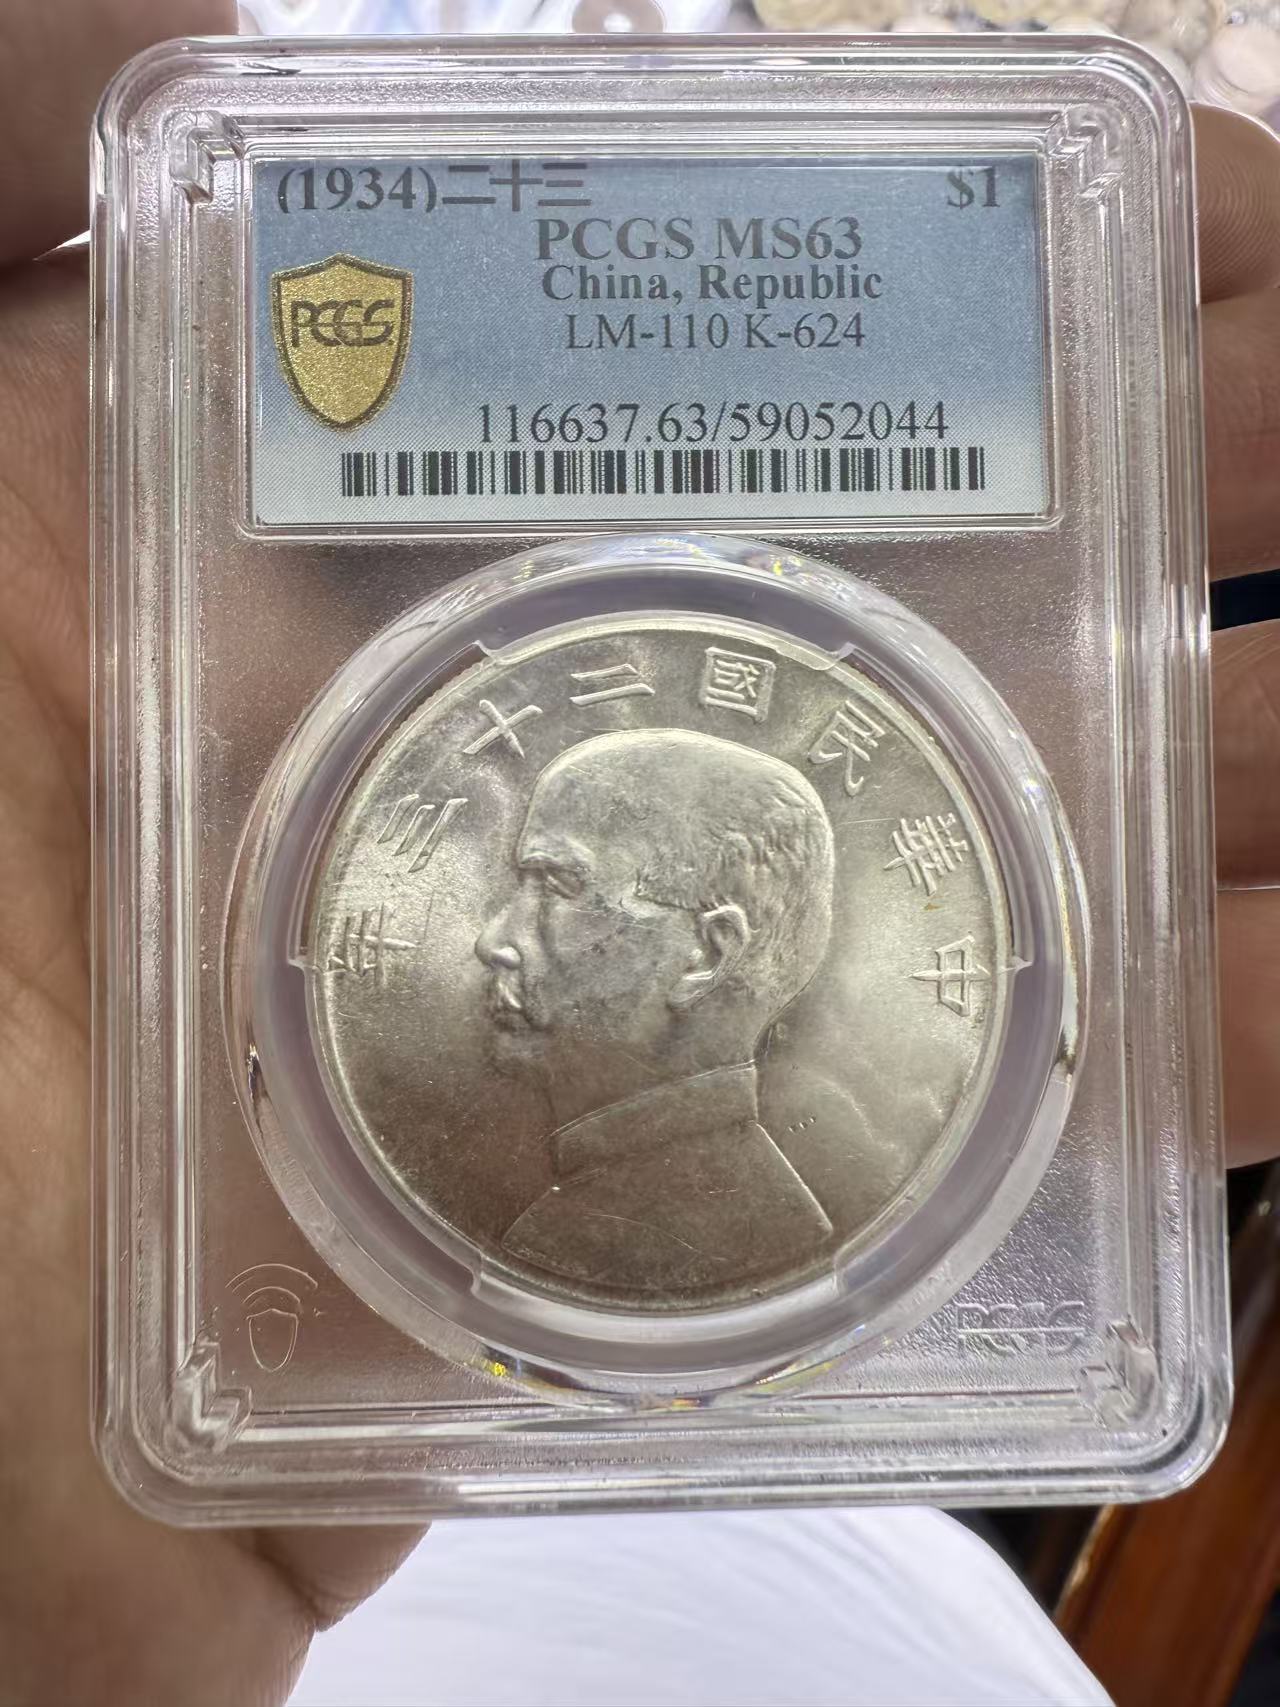 (1934)二十三 $1
PCGS MS63
China, Republic
LM-110 K-624
PCGS
116637.63/59052044
中華民國二十三年
PCGS